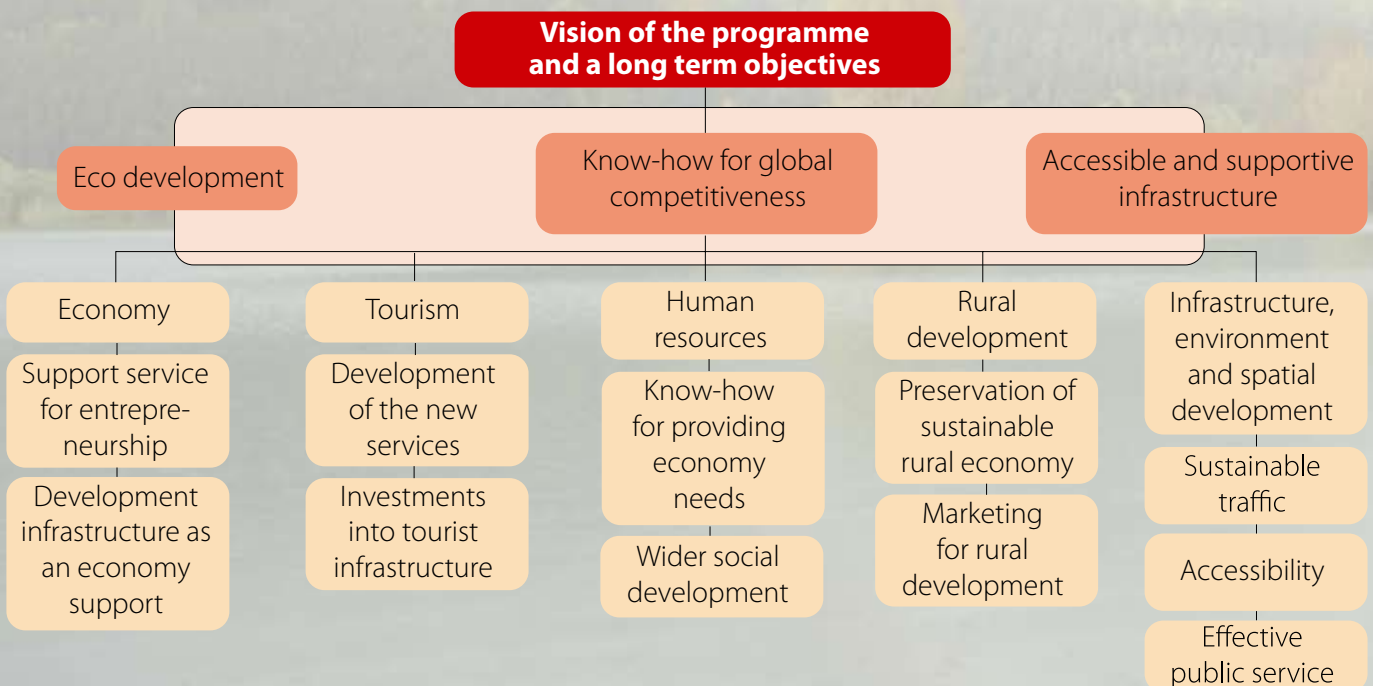 Vision of the programme
and a long term objectives
Eco development
Know-how for global
competitiveness
Accessible and supportive
infrastructure
Economy
Support service
for entrepre-
neurship
Development
infrastructure as
an economy
support
Tourism
Development
of the new
services
Investments
into tourist
infrastructure
Human
resources
Know-how
for providing
economy
needs
Wider social
development
Rural
development
Preservation of
sustainable
rural economy
Marketing
for rural
development
Infrastructure,
environment
and spatial
development
Sustainable
traffic
Accessibility
Effective
public service